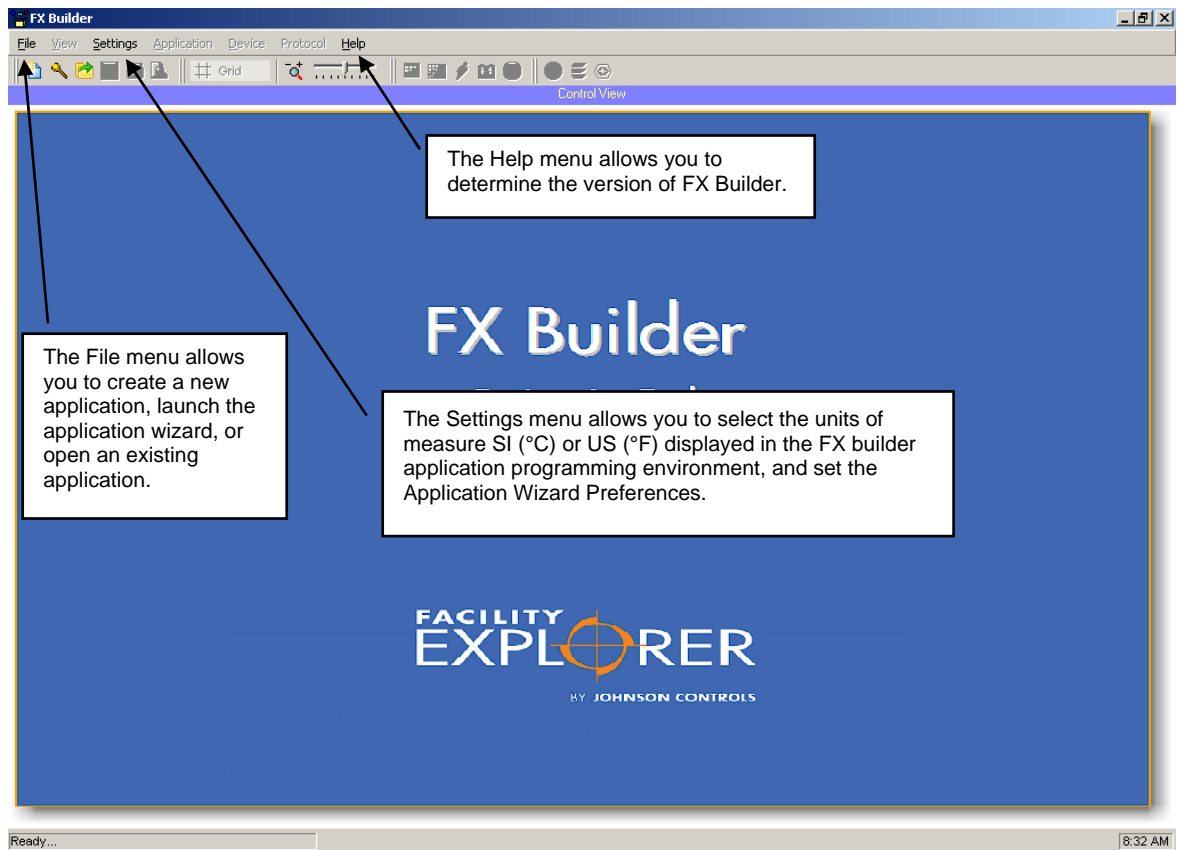 FX Builder
File View Settings Application Device Protocol Help
Grid
Control View
The Help menu allows you to
determine the version of FX Builder.
FX Builder
The File menu allows
you to create a new
application, launch the
application wizard, or
open an existing
application.
The Settings menu allows you to select the units of
measure SI (°C) or US (°F) displayed in the FX builder
application programming environment, and set the
Application Wizard Preferences.
FACILITY
EXPLORER
BY JOHNSON CONTROLS
Ready...
8:32 AM